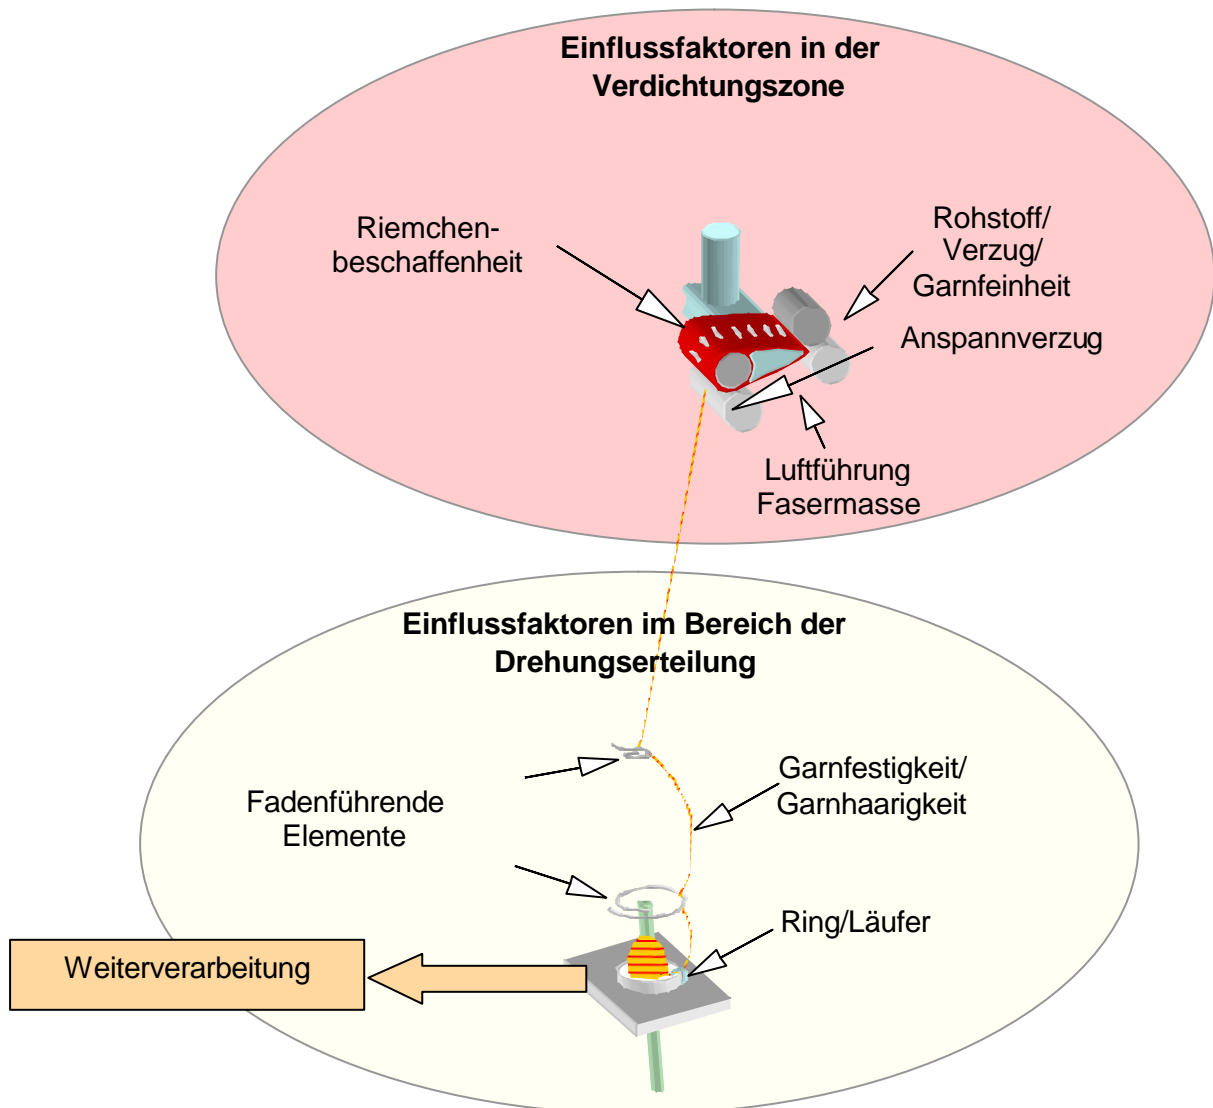 Einflussfaktoren in der
Verdichtungszone
Riemchen-
beschaffenheit
Rohstoff/
Verzug/
Garnfeinheit
Anspannverzug
Luftführung
Fasermasse
Einflussfaktoren im Bereich der
Drehungserteilung
Fadenführende
Elemente
Garnfestigkeit/
Garnhaarigkeit
Ring/Läufer
Weiterverarbeitung